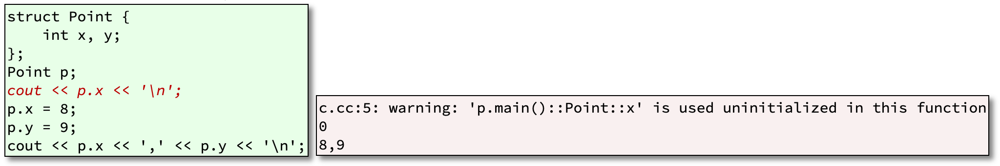 struct Point {
    int x, y;
};
Point p;
cout << p.x << '\n';
p.x = 8;
p.y = 9;
cout << p.x << ',' << p.y << '\n';
c.cc:5: warning: 'p.main()::Point::x' is used uninitialized in this function
0
8,9